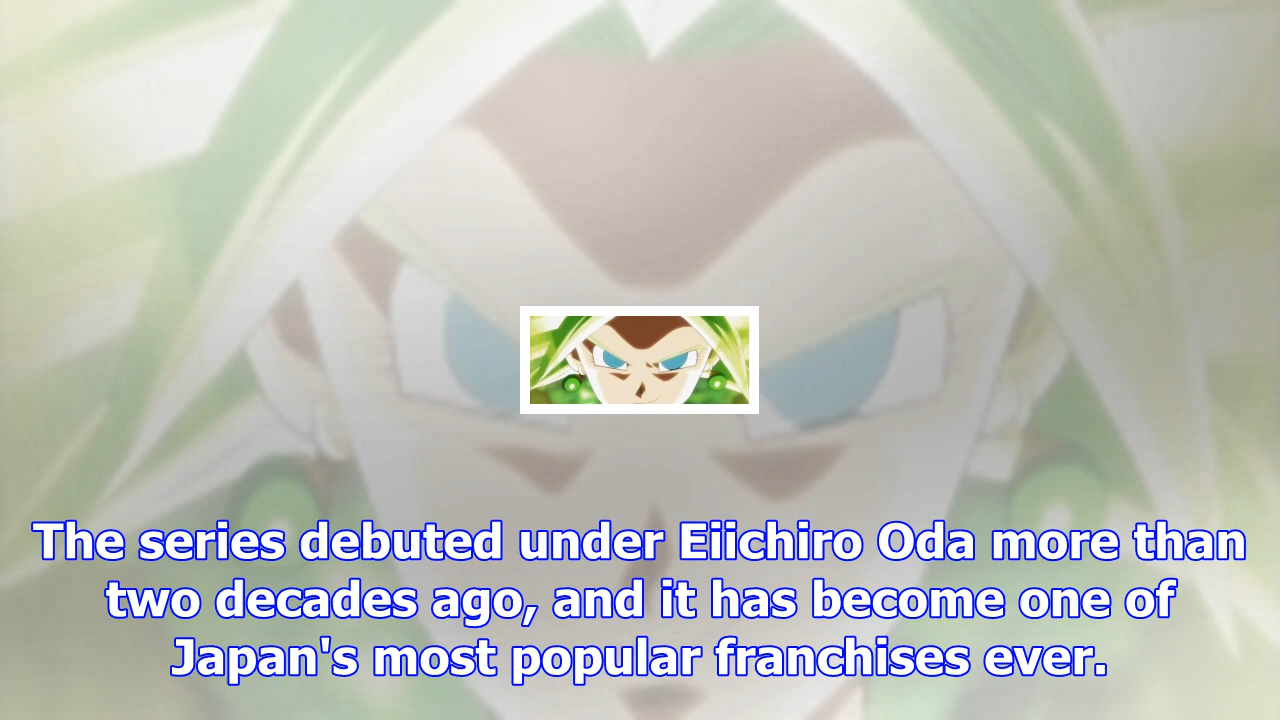 The series debuted under Eiichiro Oda more than
two decades ago, and it has become one of
Japan's most popular franchises ever.